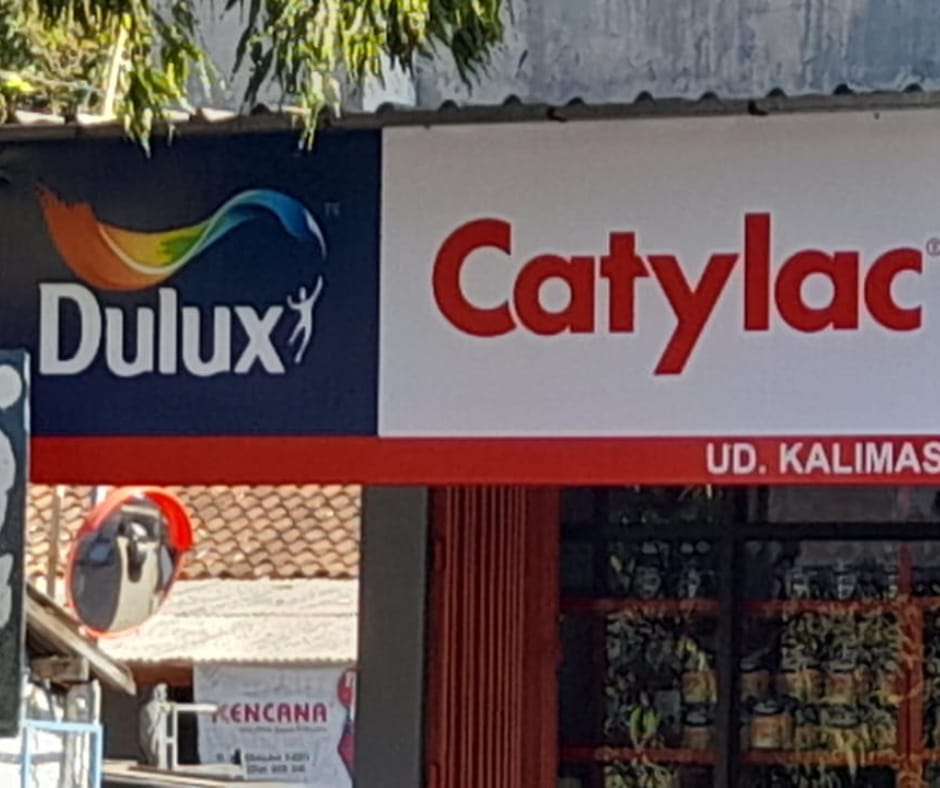 Dulux
Catylac
UD. KALIMAS
KENCANA